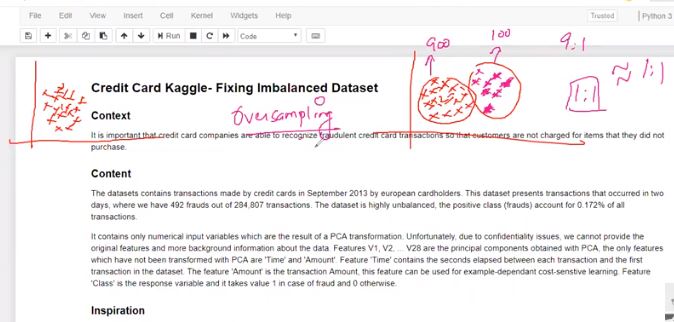 File Edit View Insert Cell Kernel Widgets Help Trusted Python 3
Run Code
900 100 9:1
≈ 1:1
1:1
Credit Card Kaggle- Fixing Imbalanced Dataset
Context
Oversampling
It is important that credit card companies are able to recognize fraudulent credit card transactions so that customers are not charged for items that they did not
purchase.
Content
The datasets contains transactions made by credit cards in September 2013 by european cardholders. This dataset presents transactions that occurred in two
days, where we have 492 frauds out of 284,807 transactions. The dataset is highly unbalanced, the positive class (frauds) account for 0.172% of all
transactions.
It contains only numerical input variables which are the result of a PCA transformation. Unfortunately, due to confidentiality issues, we cannot provide the
original features and more background information about the data. Features V1, V2, ... V28 are the principal components obtained with PCA, the only features
which have not been transformed with PCA are 'Time' and 'Amount'. Feature 'Time' contains the seconds elapsed between each transaction and the first
transaction in the dataset. The feature 'Amount' is the transaction Amount, this feature can be used for example-dependant cost-senstive learning. Feature
'Class' is the response variable and it takes value 1 in case of fraud and 0 otherwise.
Inspiration